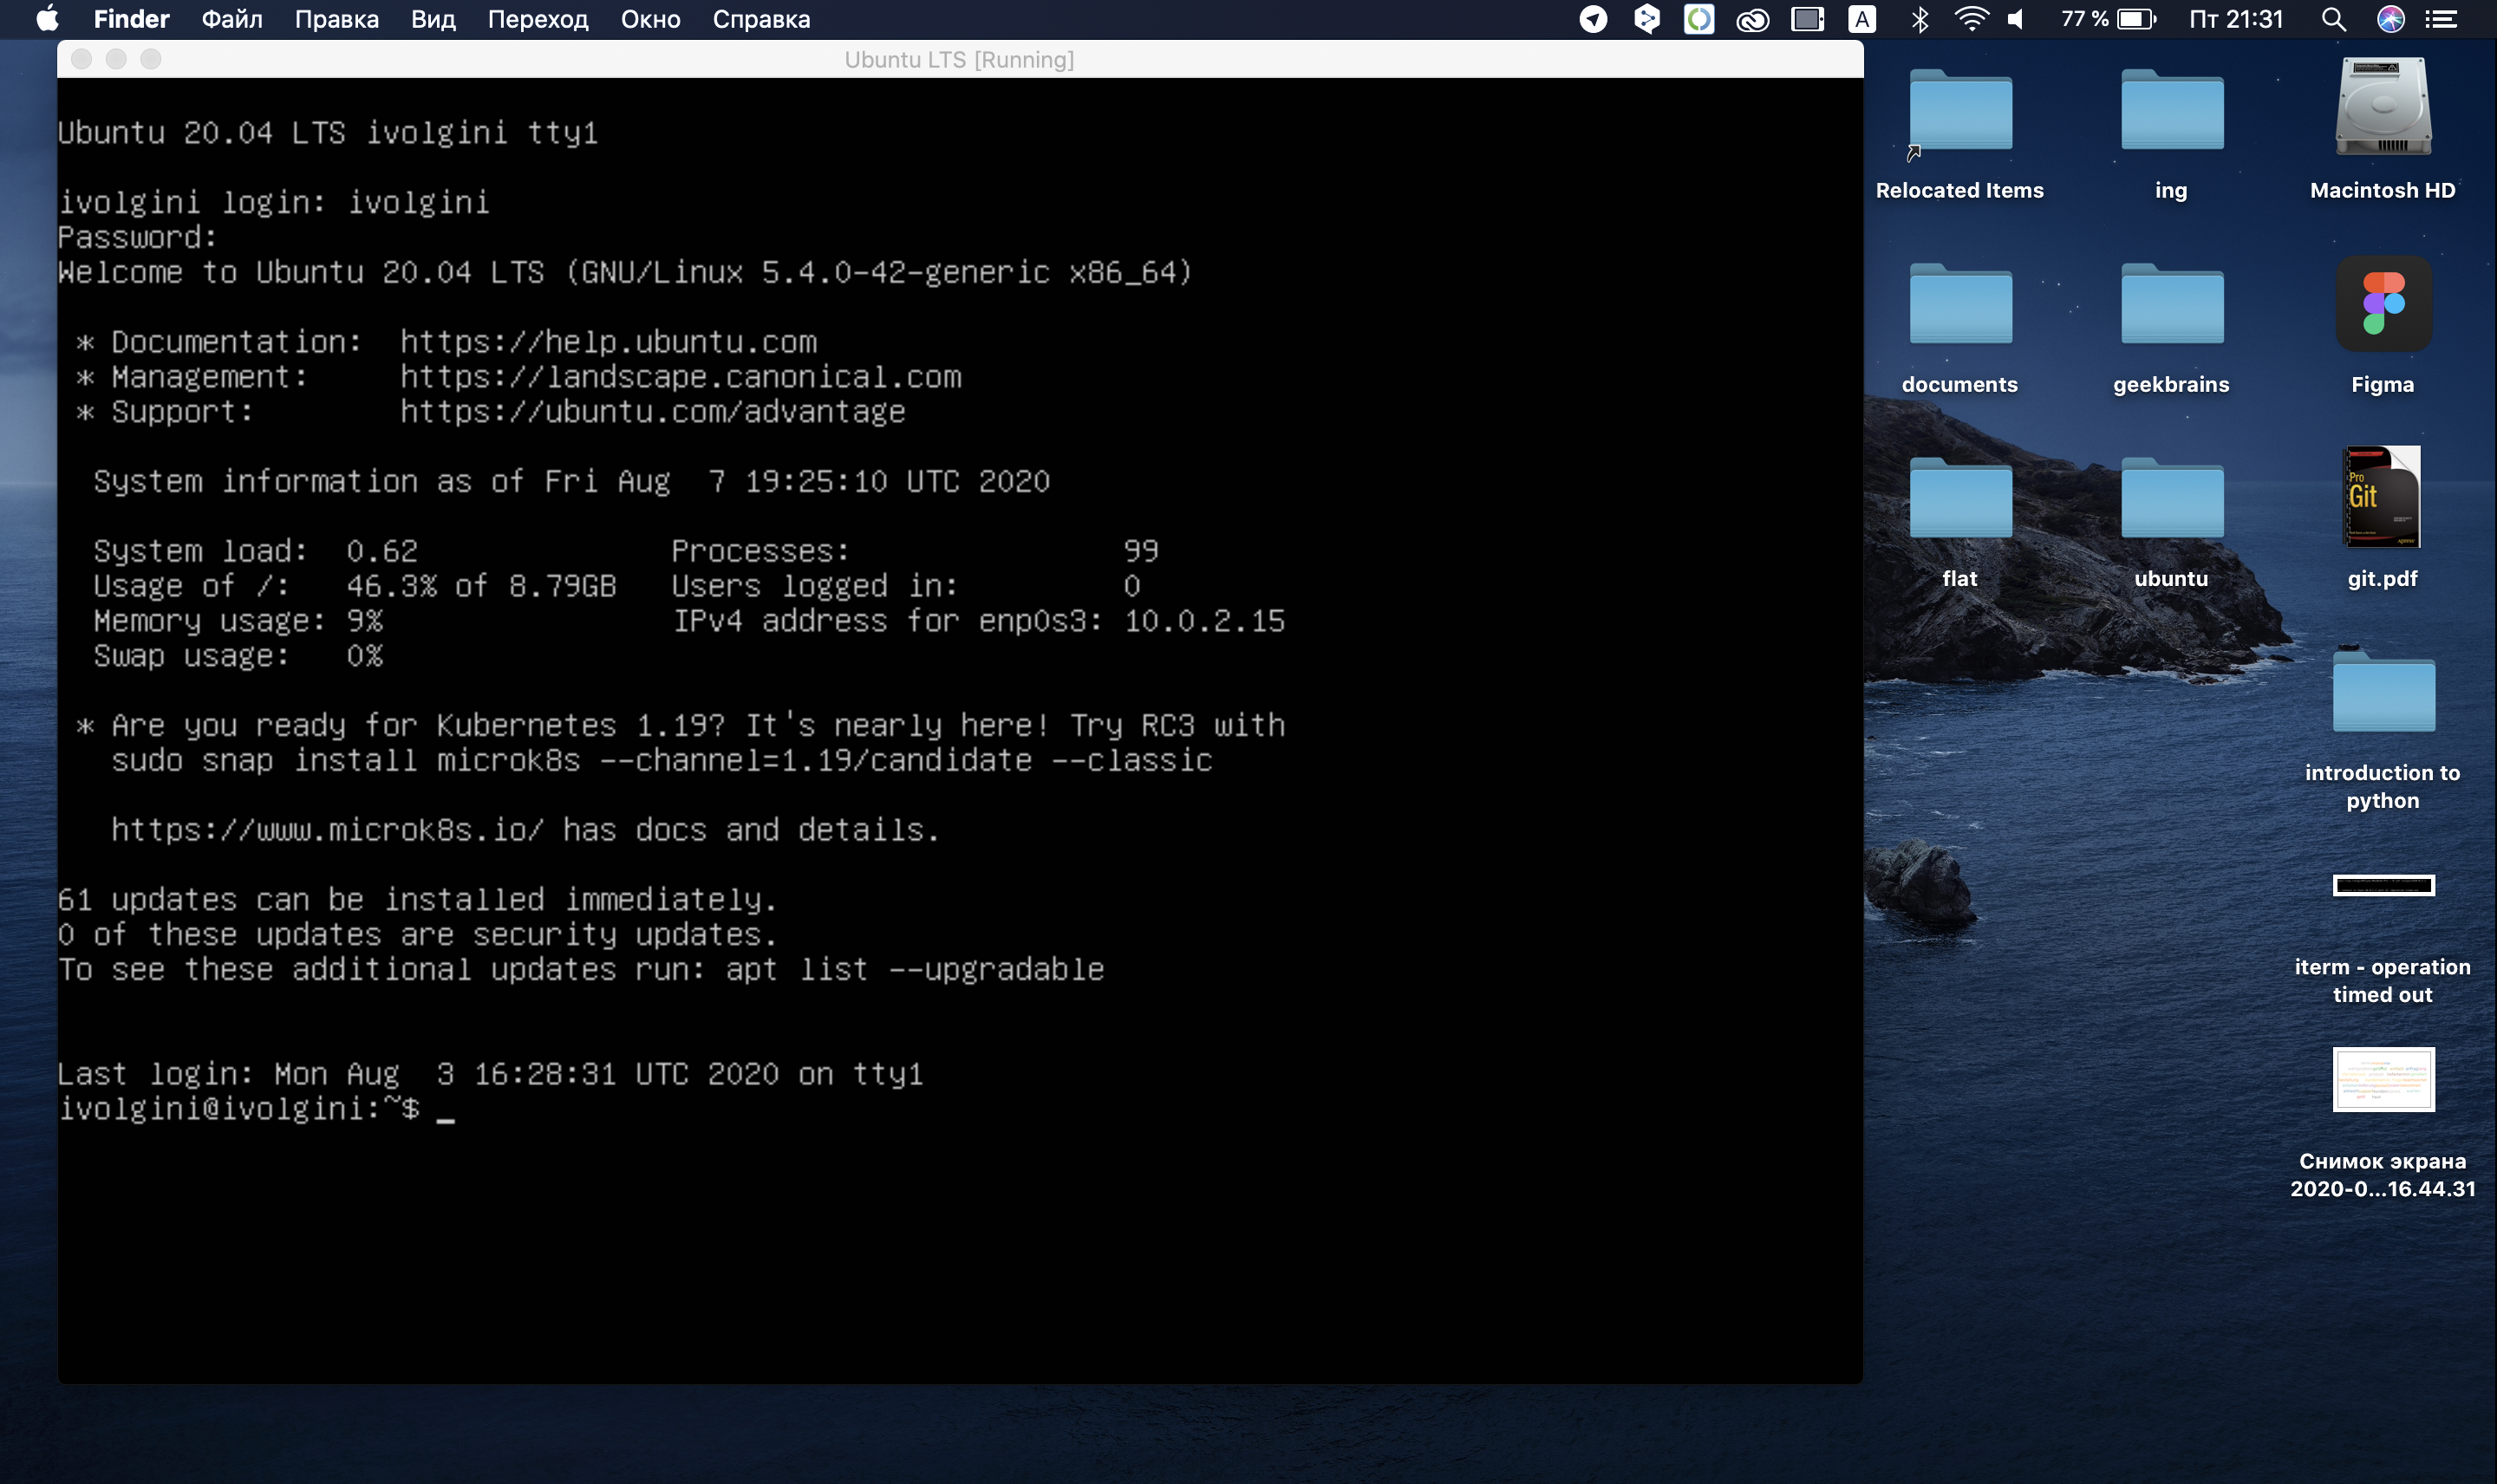 Finder Файл Правка Вид Переход Окно Справка A 77 % Пт 21:31
Ubuntu LTS [Running]
Ubuntu 20.04 LTS ivolgini tty1
ivolgini login: ivolgini
Password:
Welcome to Ubuntu 20.04 LTS (GNU/Linux 5.4.0-42-generic x86_64)
* Documentation: https://help.ubuntu.com
* Management: https://landscape.canonical.com
* Support: https://ubuntu.com/advantage
System information as of Fri Aug 7 19:25:10 UTC 2020
System load: 0.62 Processes: 99
Usage of /: 46.3% of 8.79GB Users logged in: 0
Memory usage: 9% IPv4 address for enp0s3: 10.0.2.15
Swap usage: 0%
* Are you ready for Kubernetes 1.19? It's nearly here! Try RC3 with
sudo snap install microk8s --channel=1.19/candidate --classic
https://www.microk8s.io/ has docs and details.
61 updates can be installed immediately.
0 of these updates are security updates.
To see these additional updates run: apt list --upgradable
Last login: Mon Aug 3 16:28:31 UTC 2020 on tty1
ivolgini@ivolgini:~$ _
Relocated Items
ing
Macintosh HD
documents
geekbrains
Figma
flat
ubuntu
Pro
Git
git.pdf
introduction to
python
iterm - operation
timed out
Снимок экрана
2020-0...16.44.31